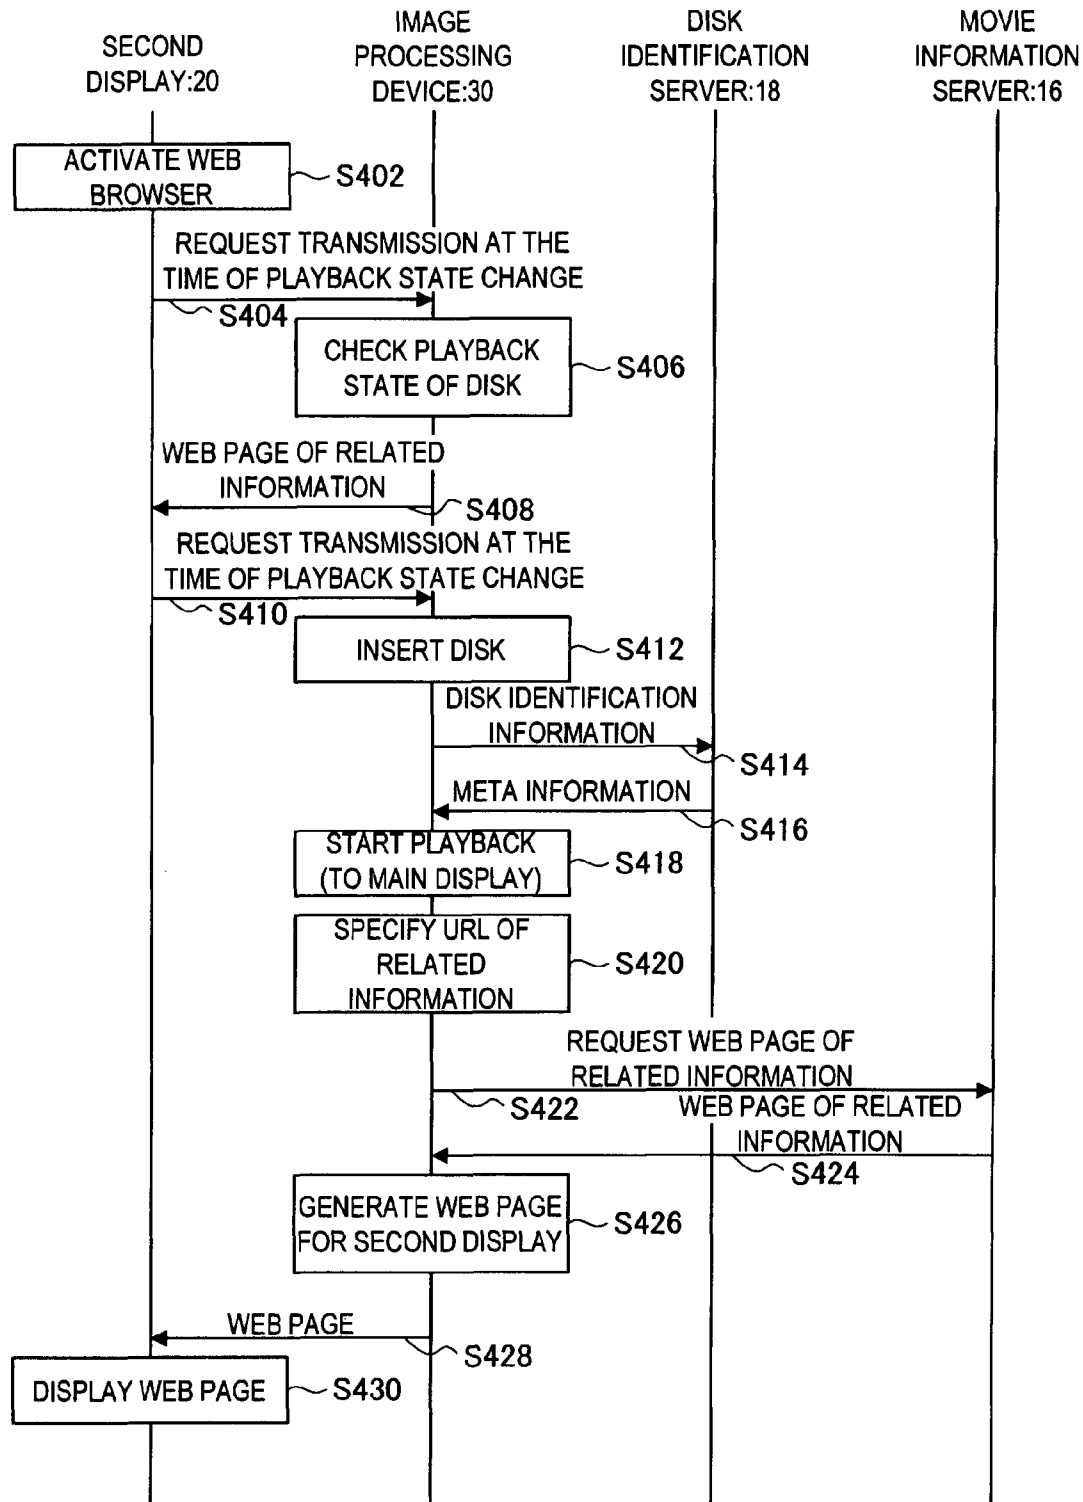 SECOND
DISPLAY:20
IMAGE
PROCESSING
DEVICE:30
DISK
IDENTIFICATION
SERVER:18
MOVIE
INFORMATION
SERVER:16
ACTIVATE WEB
BROWSER
S402
REQUEST TRANSMISSION AT THE
TIME OF PLAYBACK STATE CHANGE
S404
CHECK PLAYBACK
STATE OF DISK
S406
WEB PAGE OF RELATED
INFORMATION
S408
REQUEST TRANSMISSION AT THE
TIME OF PLAYBACK STATE CHANGE
S410
INSERT DISK
S412
DISK IDENTIFICATION
INFORMATION
S414
META INFORMATION
S416
START PLAYBACK
(TO MAIN DISPLAY)
S418
SPECIFY URL OF
RELATED
INFORMATION
S420
REQUEST WEB PAGE OF
RELATED INFORMATION
S422
WEB PAGE OF RELATED
INFORMATION
S424
GENERATE WEB PAGE
FOR SECOND DISPLAY
S426
WEB PAGE
S428
DISPLAY WEB PAGE
S430